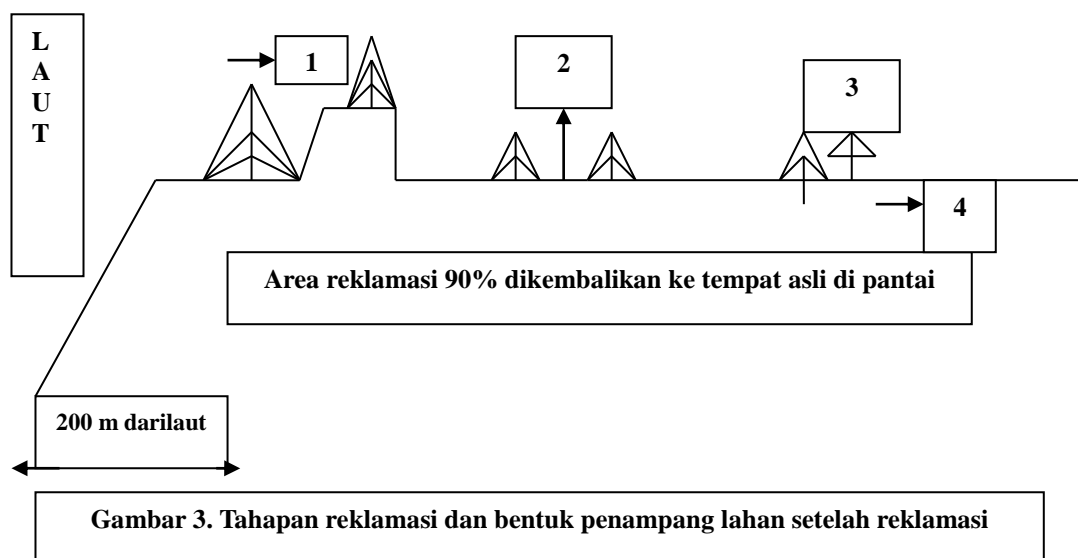 L
A
U
T
1
2
3
4
Area reklamasi 90% dikembalikan ke tempat asli di pantai
200 m darilaut
Gambar 3. Tahapan reklamasi dan bentuk penampang lahan setelah reklamasi